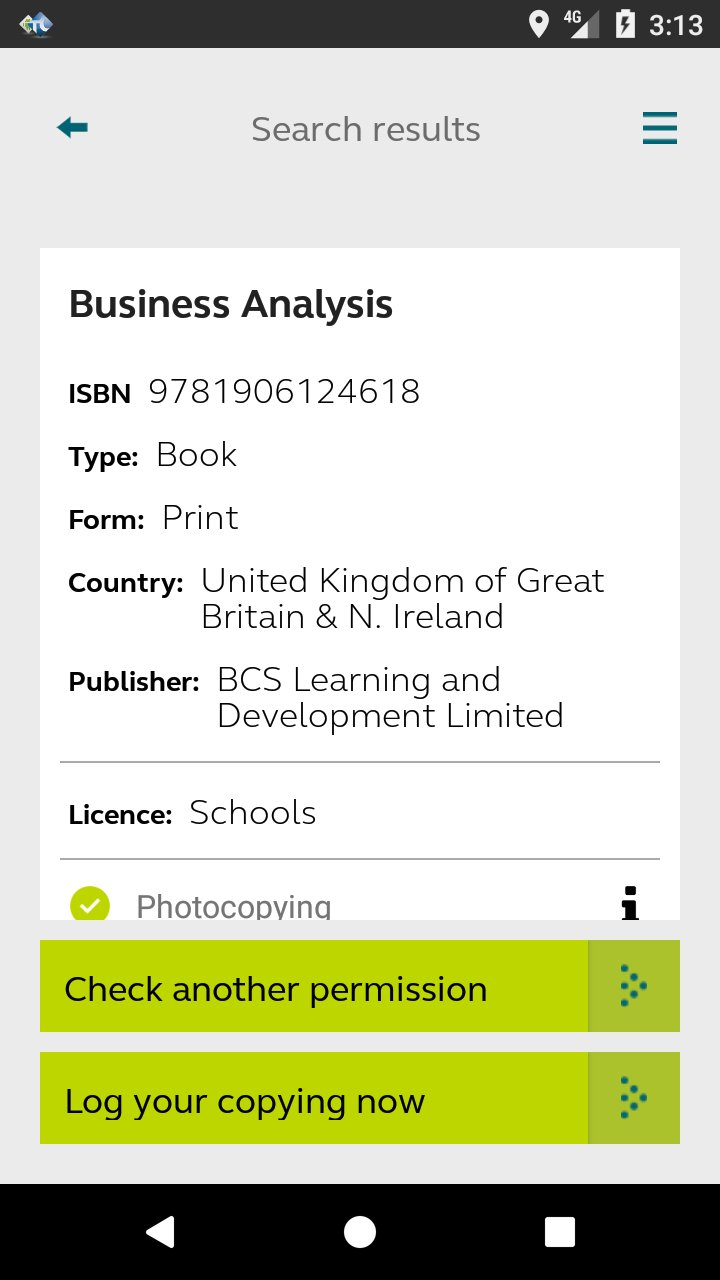 4G 3:13
Search results
Business Analysis
ISBN 9781906124618
Type: Book
Form: Print
Country: United Kingdom of Great
Britain & N. Ireland
Publisher: BCS Learning and
Development Limited
Licence: Schools
Photocopying
Check another permission
Log your copying now